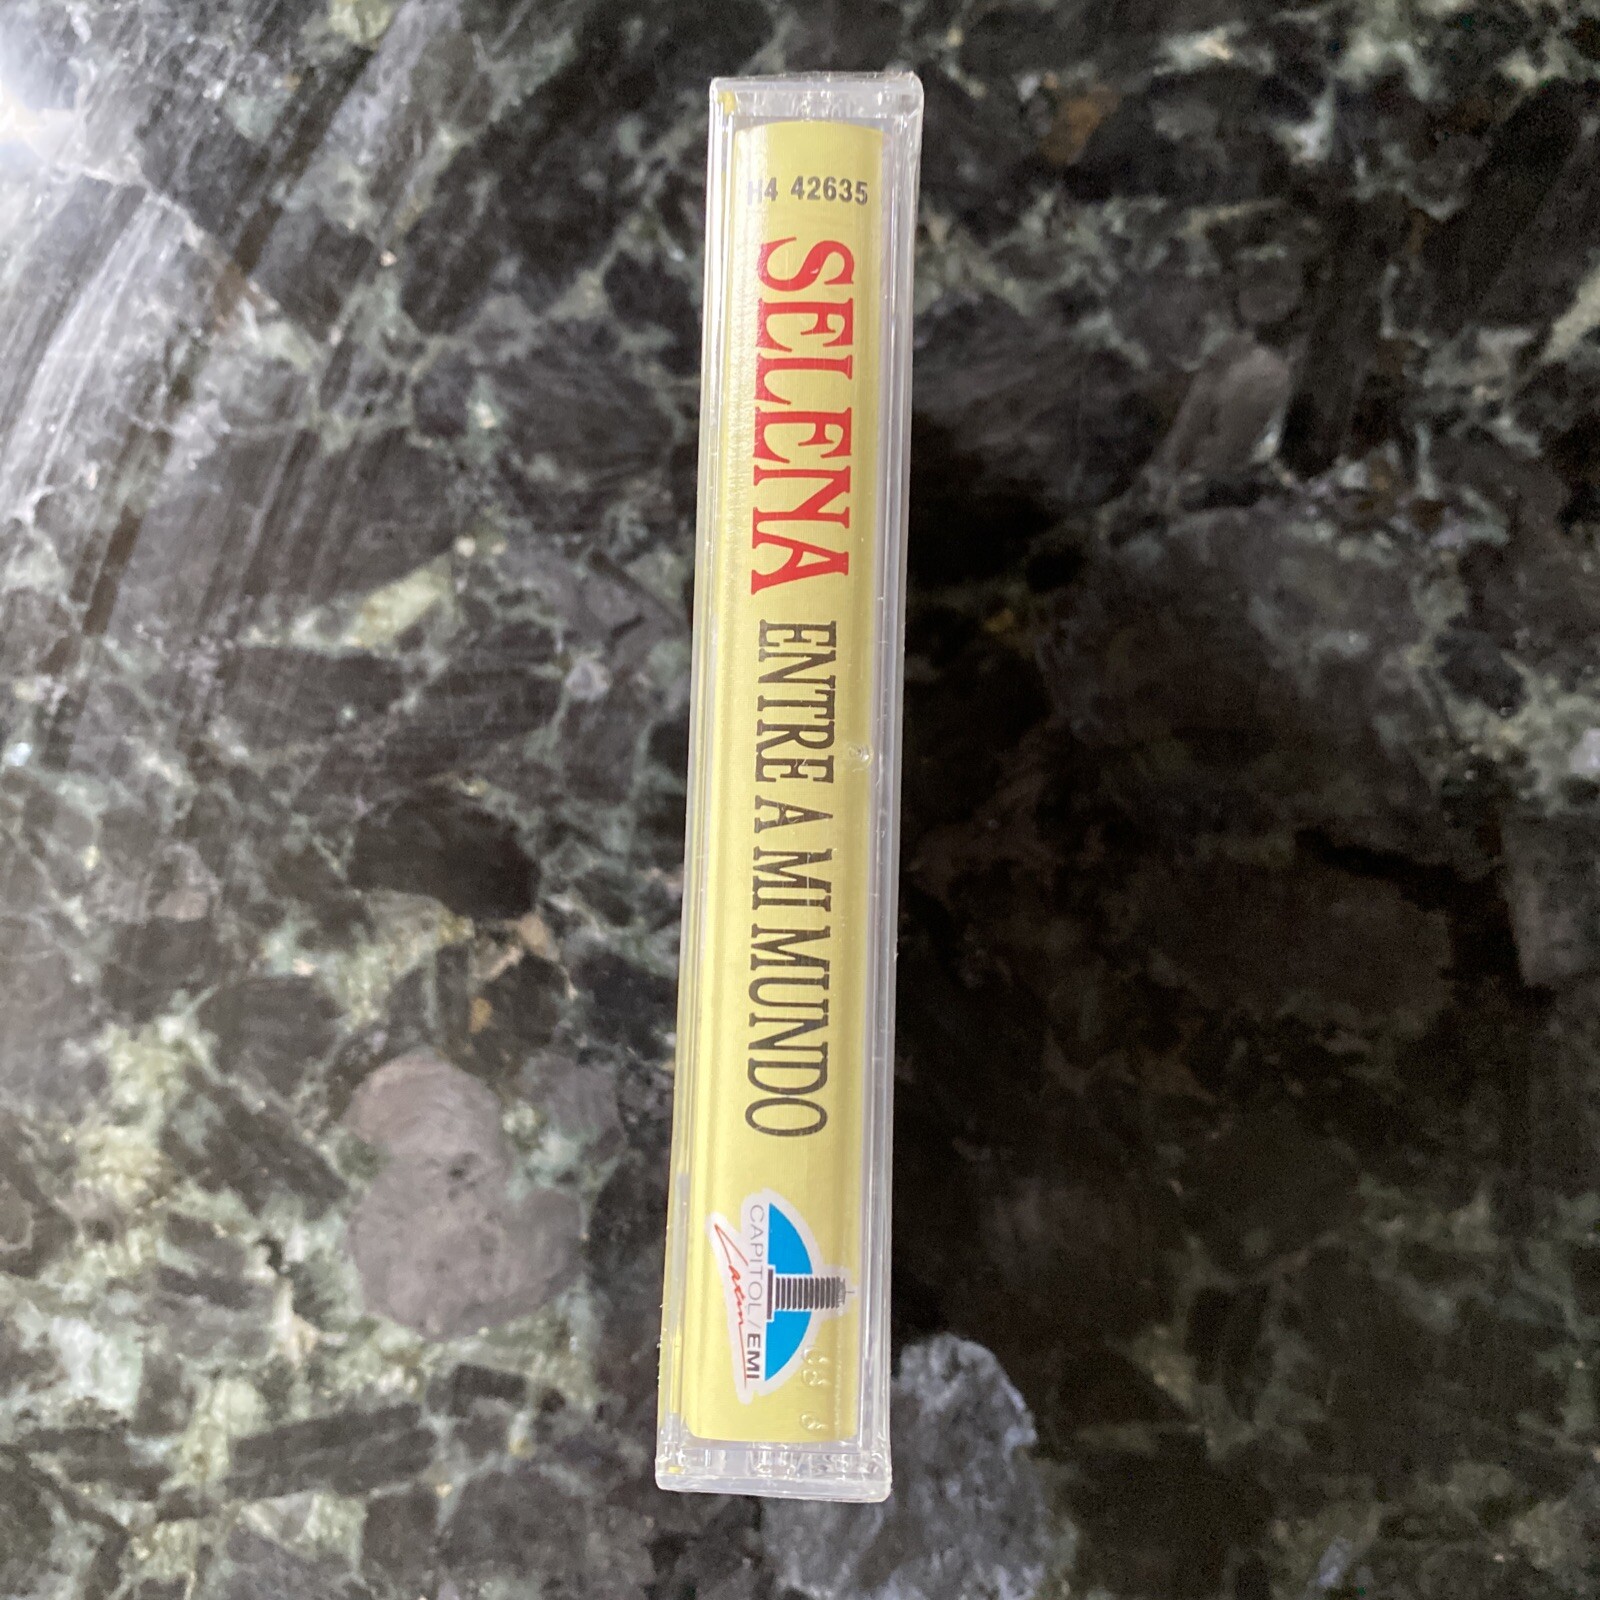 H4 42635
SELENA ENTRE A MI MUNDO
CAPITOL/EMI
Latin